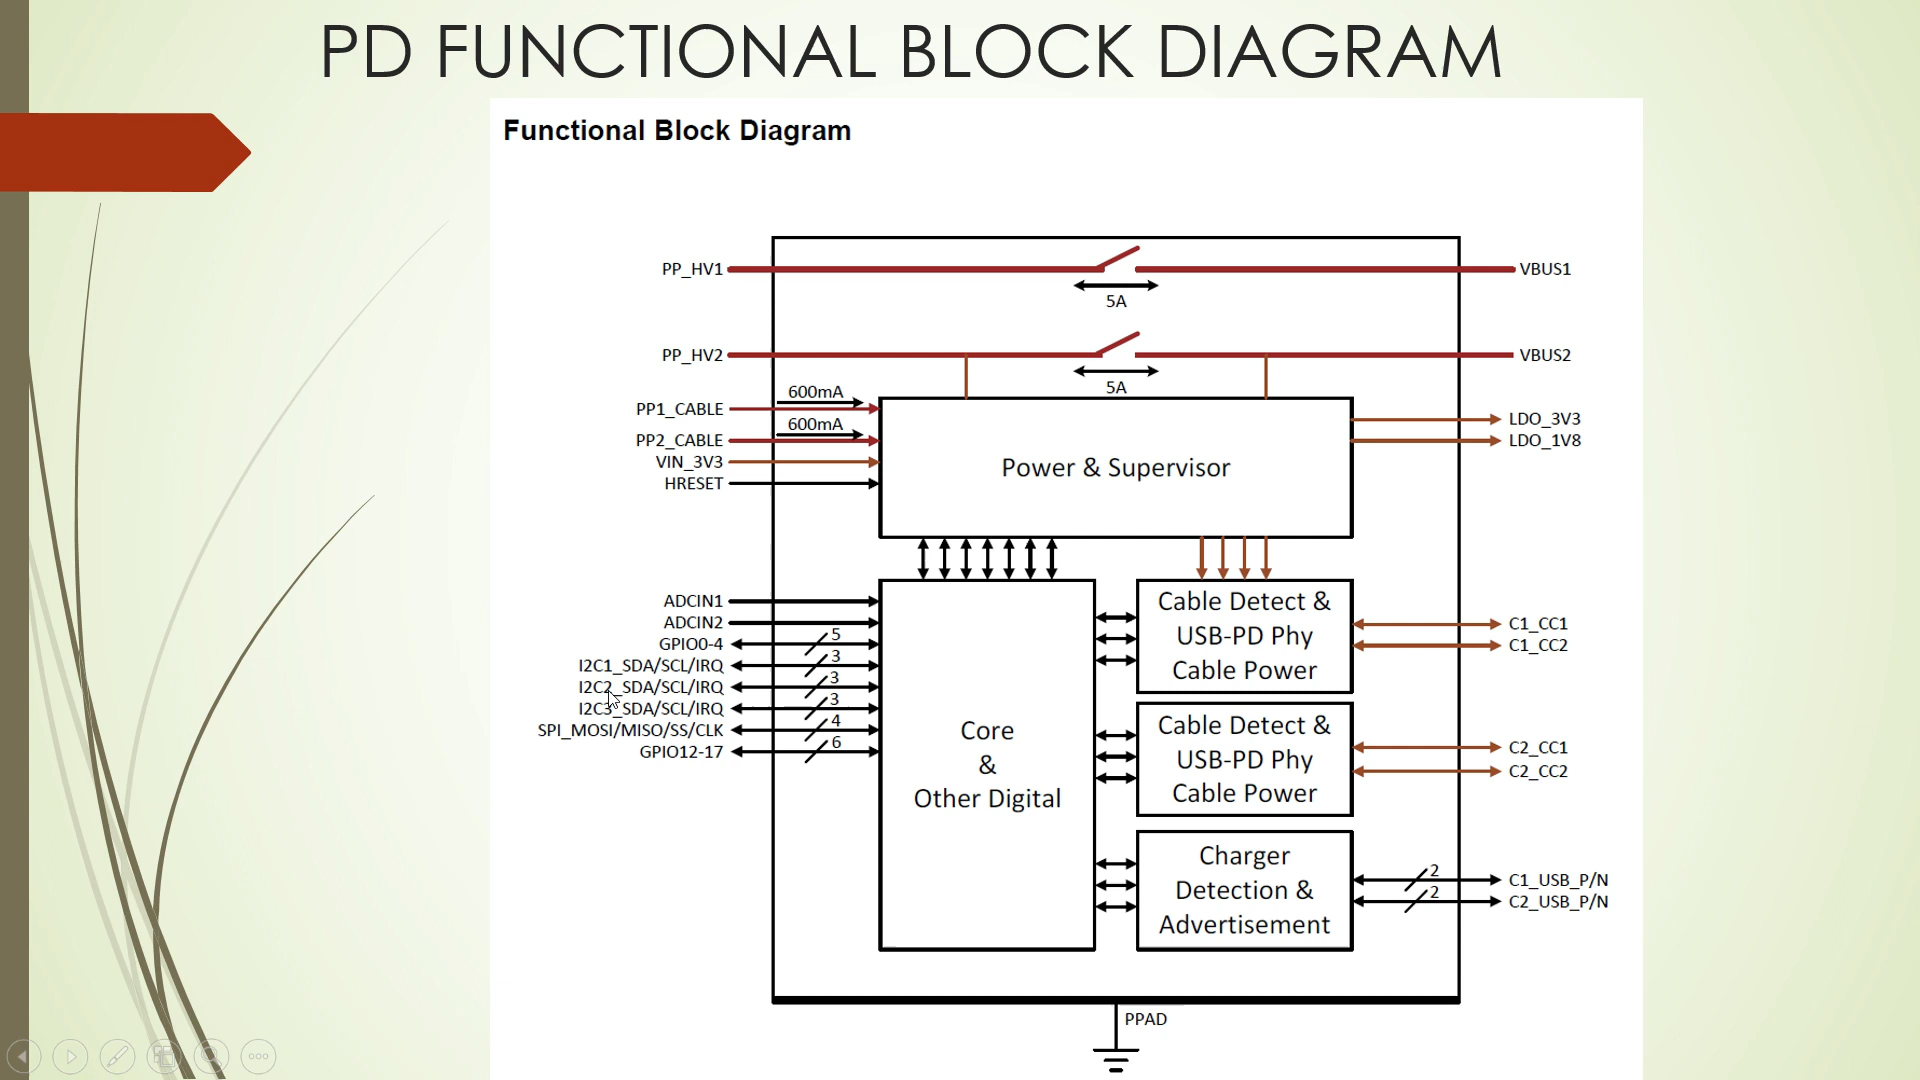 PD FUNCTIONAL BLOCK DIAGRAM
Functional Block Diagram
PP_HV1
VBUS1
5A
PP_HV2
VBUS2
5A
600mA
PP1_CABLE
600mA
PP2_CABLE
VIN_3V3
HRESET
Power & Supervisor
LDO_3V3
LDO_1V8
ADCIN1
ADCIN2
GPIO0-4
5
I2C1_SDA/SCL/IRQ
3
I2C2_SDA/SCL/IRQ
3
I2C3_SDA/SCL/IRQ
3
SPI_MOSI/MISO/SS/CLK
4
GPIO12-17
6
Core
&
Other Digital
Cable Detect &
USB-PD Phy
Cable Power
C1_CC1
C1_CC2
Cable Detect &
USB-PD Phy
Cable Power
C2_CC1
C2_CC2
Charger
Detection &
Advertisement
2
C1_USB_P/N
2
C2_USB_P/N
PPAD